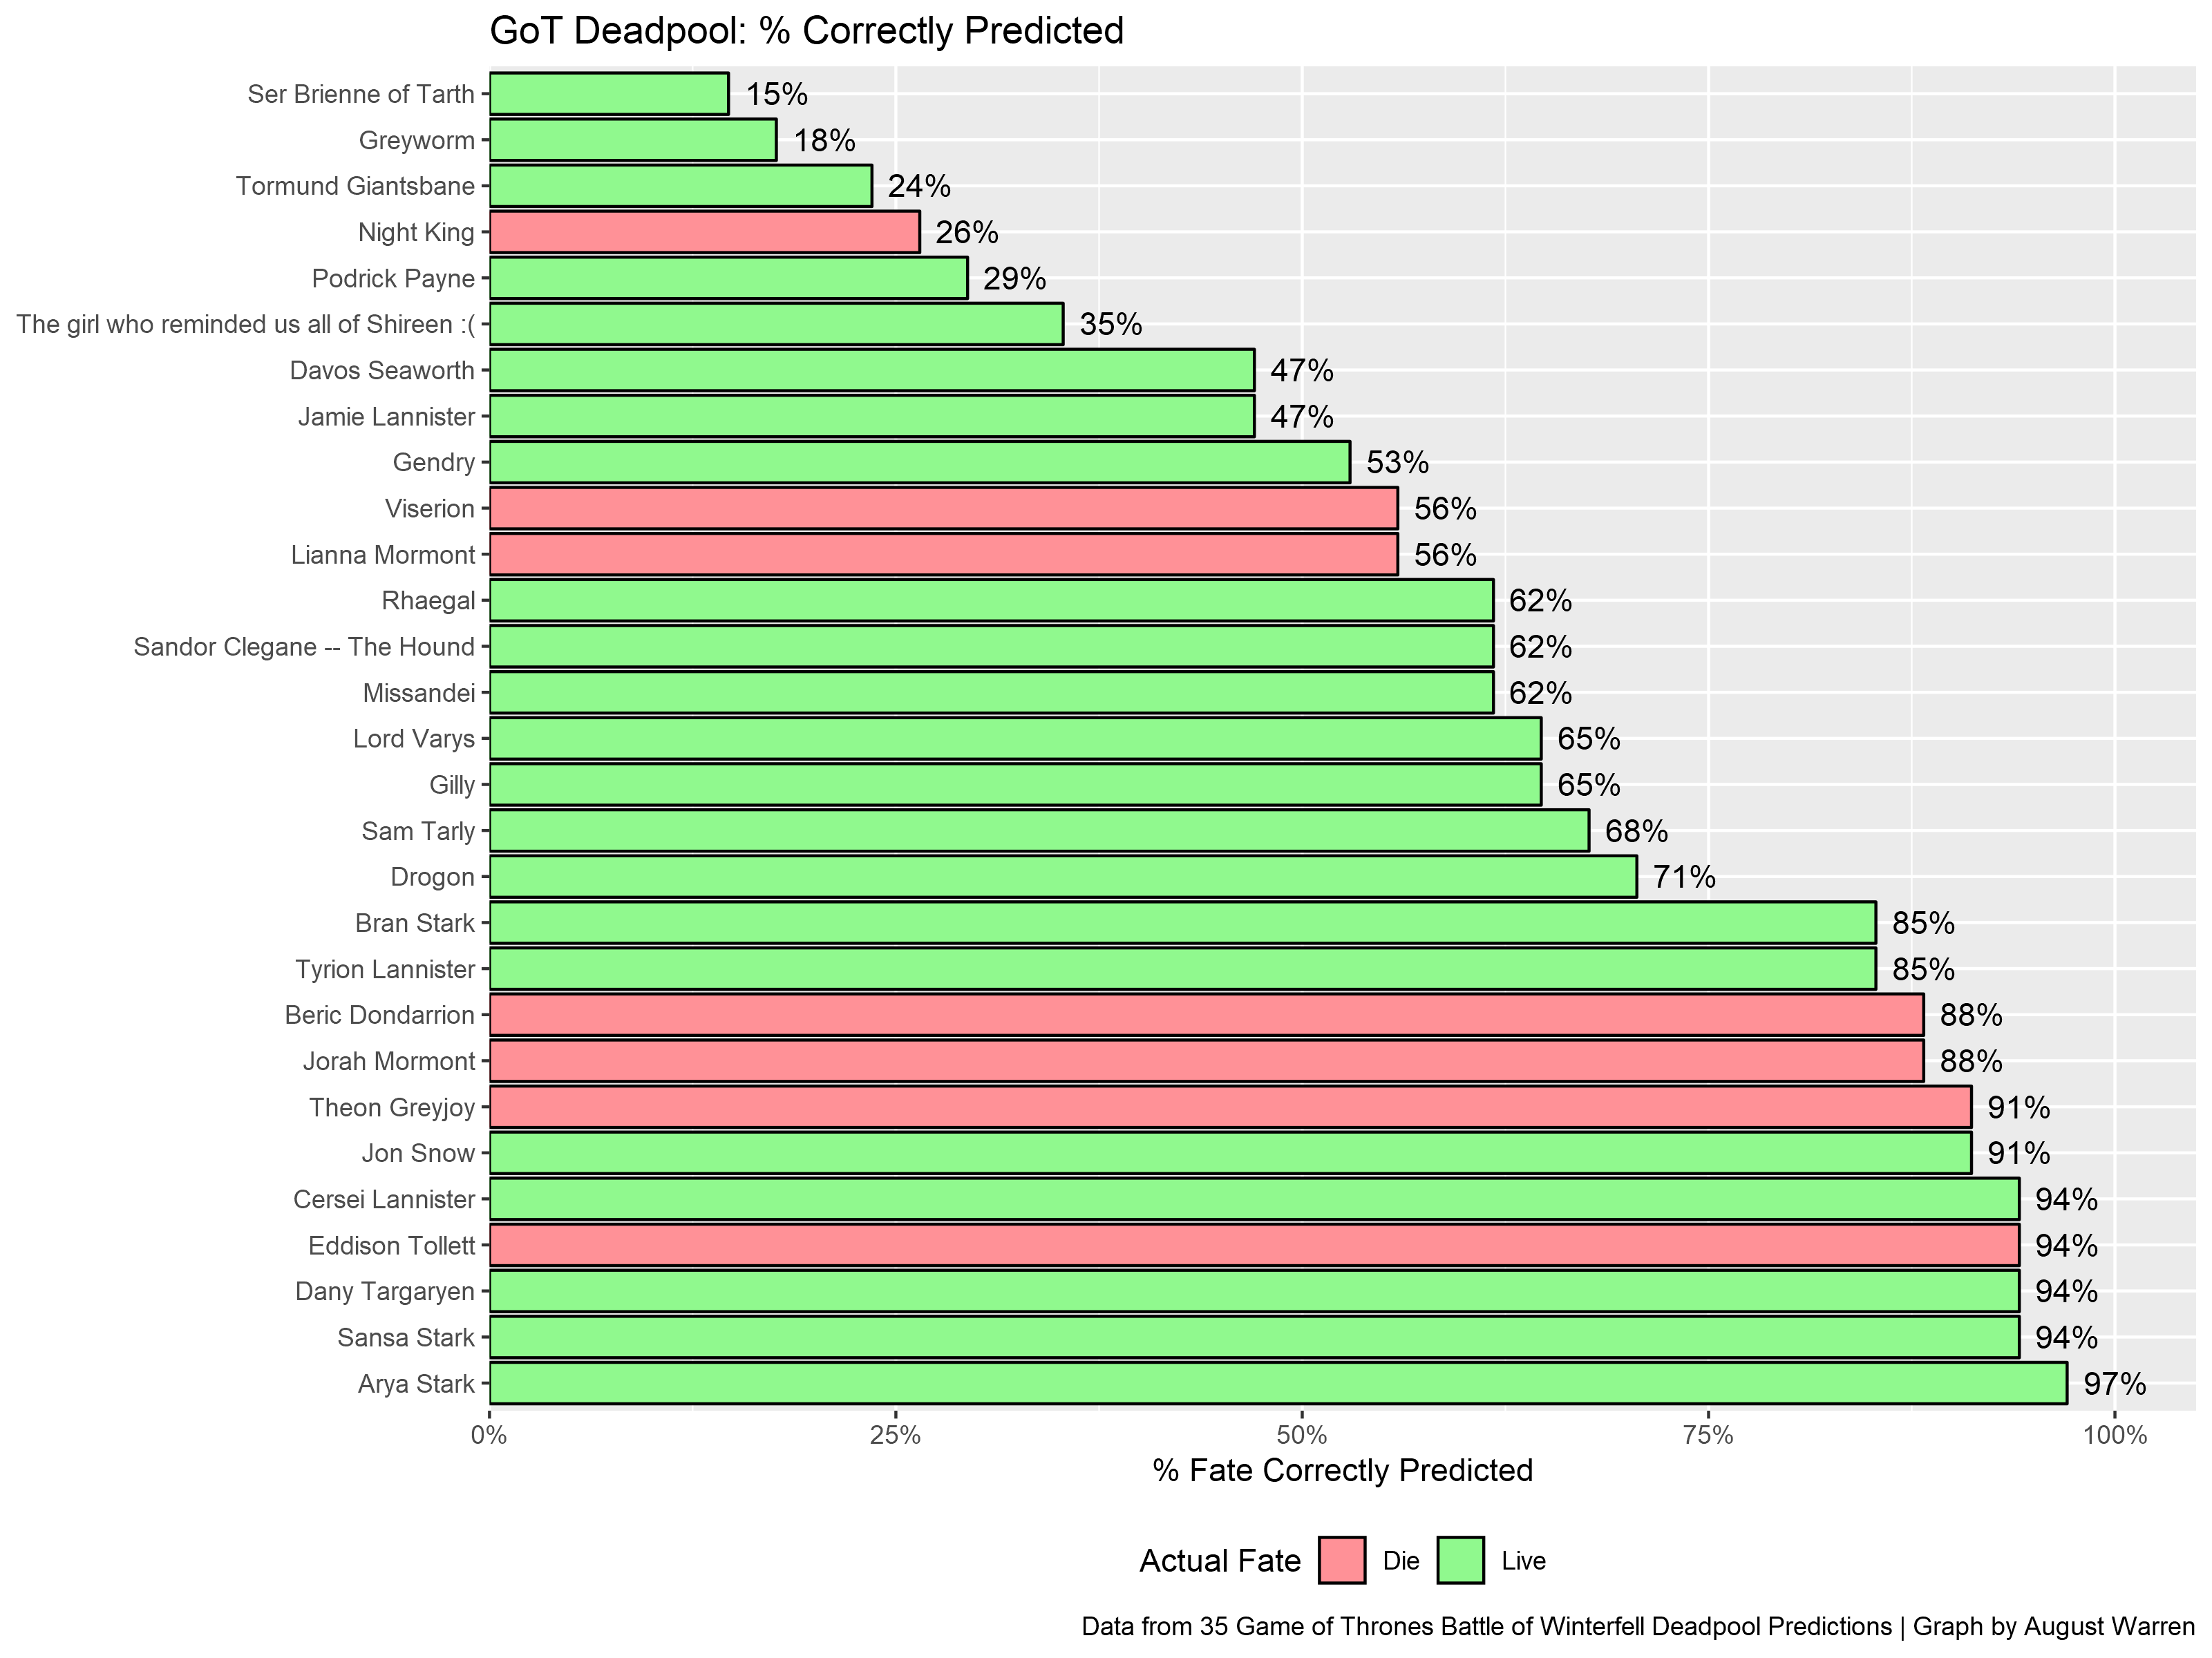 GoT Deadpool: % Correctly Predicted
Ser Brienne of Tarth 15%
Greyworm 18%
Tormund Giantsbane 24%
Night King 26%
Podrick Payne 29%
The girl who reminded us all of Shireen :( 35%
Davos Seaworth 47%
Jamie Lannister 47%
Gendry 53%
Viserion 56%
Lianna Mormont 56%
Rhaegal 62%
Sandor Clegane -- The Hound 62%
Missandei 62%
Lord Varys 65%
Gilly 65%
Sam Tarly 68%
Drogon 71%
Bran Stark 85%
Tyrion Lannister 85%
Beric Dondarrion 88%
Jorah Mormont 88%
Theon Greyjoy 91%
Jon Snow 91%
Cersei Lannister 94%
Eddison Tollett 94%
Dany Targaryen 94%
Sansa Stark 94%
Arya Stark 97%
0% 25% 50% 75% 100%
% Fate Correctly Predicted
Actual Fate Die Live
Data from 35 Game of Thrones Battle of Winterfell Deadpool Predictions | Graph by August Warren